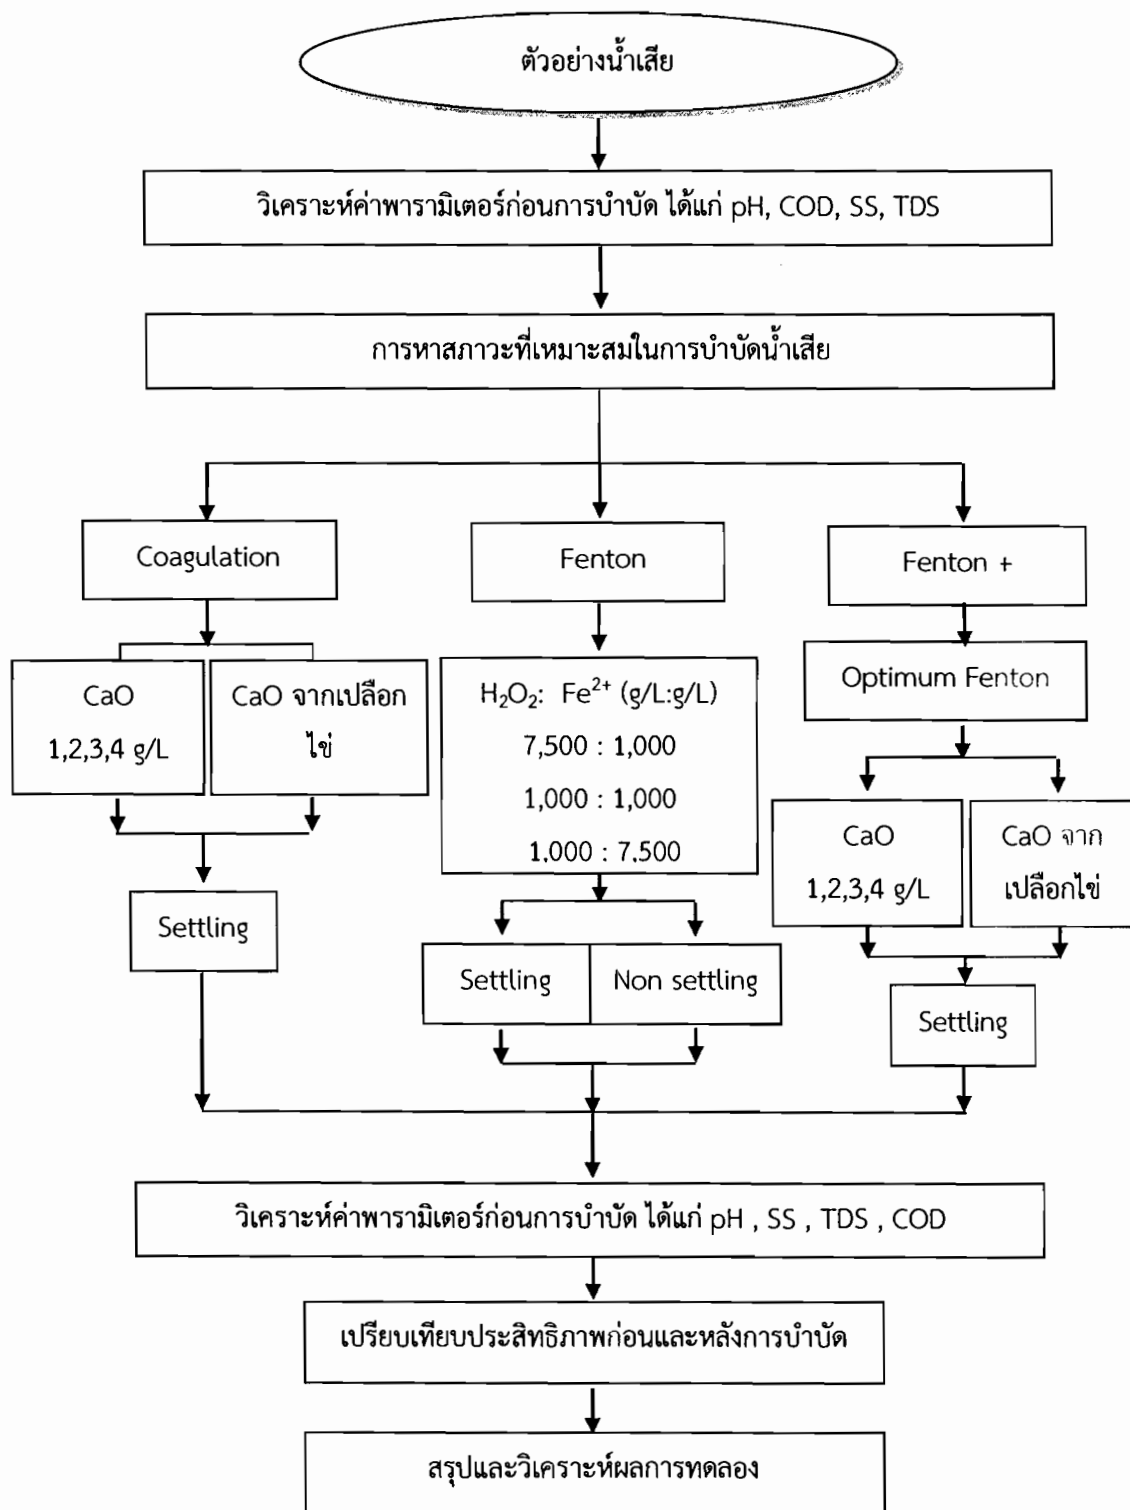 ตัวอย่างน้ำเสีย
วิเคราะห์ค่าพารามิเตอร์ก่อนการบำบัด ได้แก่ pH, COD, SS, TDS
การหาสภาวะที่เหมาะสมในการบำบัดน้ำเสีย
Coagulation
Fenton
Fenton +
CaO
1,2,3,4 g/L
CaO จากเปลือก
ไข่
H₂O₂: Fe²⁺ (g/L:g/L)
7,500 : 1,000
1,000 : 1,000
1,000 : 7,500
Optimum Fenton
CaO
1,2,3,4 g/L
CaO จาก
เปลือกไข่
Settling
Settling
Non settling
Settling
วิเคราะห์ค่าพารามิเตอร์ก่อนการบำบัด ได้แก่ pH , SS , TDS , COD
เปรียบเทียบประสิทธิภาพก่อนและหลังการบำบัด
สรุปและวิเคราะห์ผลการทดลอง